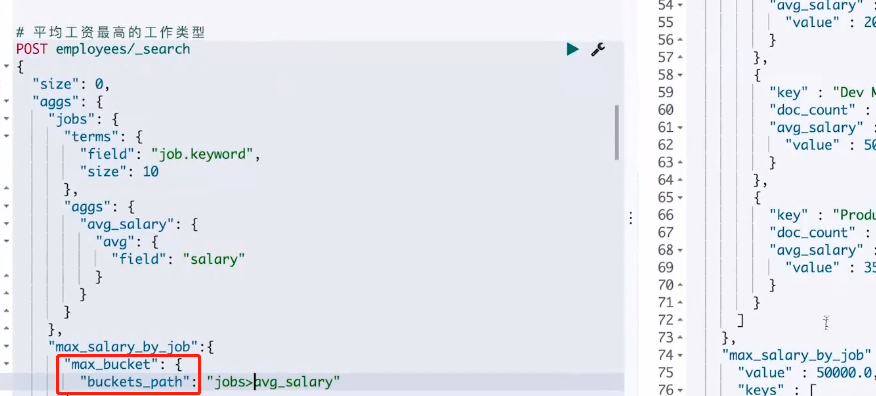 # 平均工资最高的工作类型
POST employees/_search
{
"size": 0,
"aggs": {
"jobs": {
"terms": {
"field": "job.keyword",
"size": 10
},
"aggs": {
"avg_salary": {
"avg": {
"field": "salary"
}
}
}
},
"max_salary_by_job":{
"max_bucket": {
"buckets_path": "jobs>avg_salary"
54
"avg_salary" :
55 "value" : 20
56 }
57 },
58 {
59 "key" : "Dev M
60 "doc_count" :
61 "avg_salary" :
62 "value" : 50
63 }
64 },
65 {
66 "key" : "Produ
67 "doc_count" :
68 "avg_salary" :
69 "value" : 35
70 }
71 }
72 ]
73 },
74 "max_salary_by_job"
75 "value" : 50000.0,
76 "keys" : [